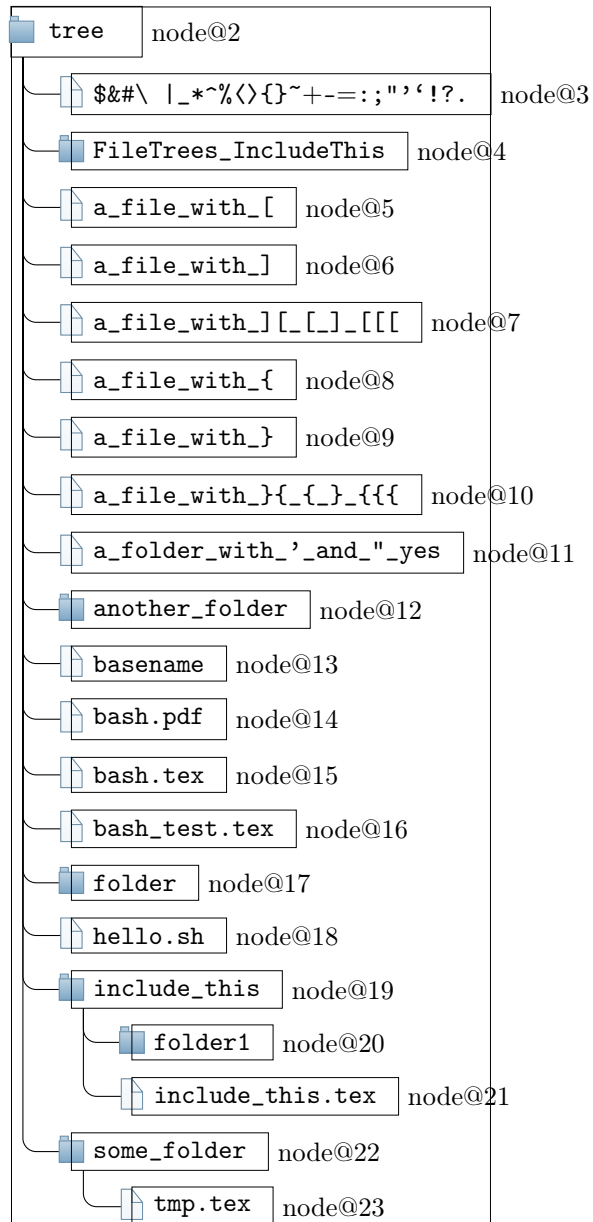 tree node@2
$&#\ |_*^%⟨⟩{}~+-=:;"’‘!?. node@3
FileTrees_IncludeThis node@4
a_file_with_[ node@5
a_file_with_] node@6
a_file_with_][_[_]_[[[ node@7
a_file_with_{ node@8
a_file_with_} node@9
a_file_with_}{_{_}_{{{ node@10
a_folder_with_’_and_"_yes node@11
another_folder node@12
basename node@13
bash.pdf node@14
bash.tex node@15
bash_test.tex node@16
folder node@17
hello.sh node@18
include_this node@19
folder1 node@20
include_this.tex node@21
some_folder node@22
tmp.tex node@23